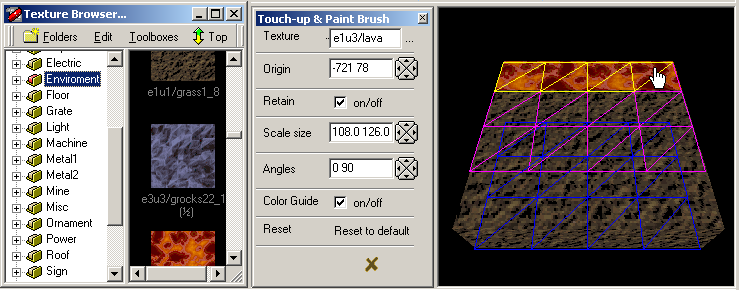 Texture Browser...
Folders Edit Toolboxes Top
Electric
Enviroment
Floor
Grate
Light
Machine
Metal1
Metal2
Mine
Misc
Ornament
Power
Roof
Sign
e1u1/grass1_8
e3u3/grocks22_1
(½)
Touch-up & Paint Brush
Texture .. e1u3/lava ...
Origin -721 78
Retain on/off
Scale size 108.0 126.0
Angles 0 90
Color Guide on/off
Reset Reset to default